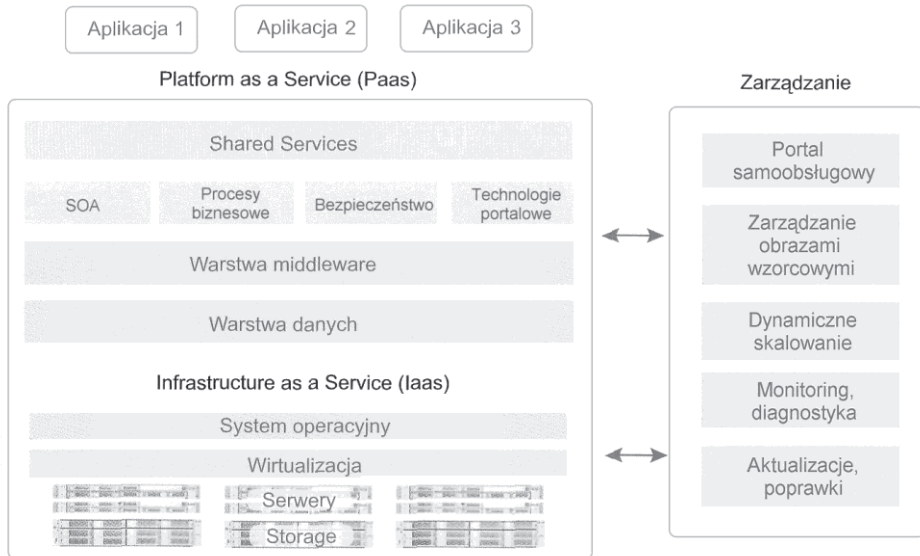 Aplikacja 1
Aplikacja 2
Aplikacja 3
Platform as a Service (Paas)
Shared Services
SOA
Procesy
biznesowe
Bezpieczeństwo
Technologie
portalowe
Warstwa middleware
Warstwa danych
Infrastructure as a Service (Iaas)
System operacyjny
Wirtualizacja
Serwery
Storage
Zarządzanie
Portal
samoobsługowy
Zarządzanie
obrazami
wzorcowymi
Dynamiczne
skalowanie
Monitoring,
diagnostyka
Aktualizacje,
poprawki